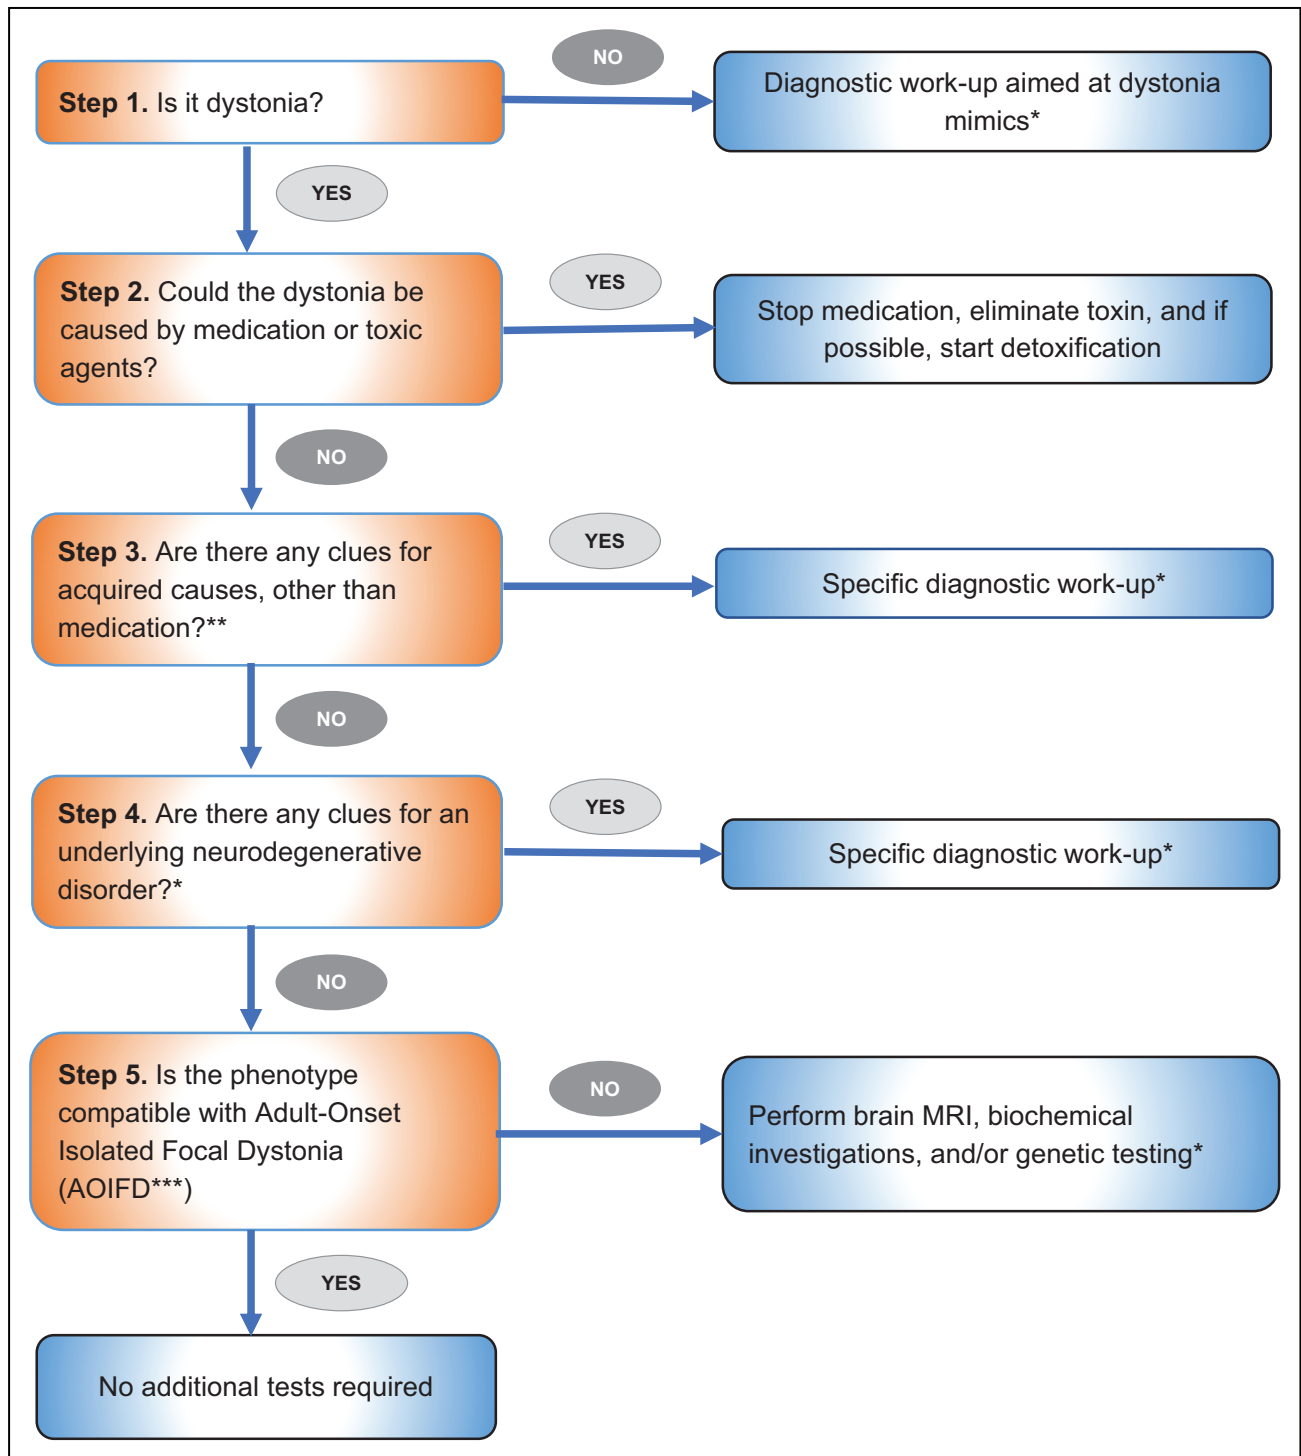 Step 1. Is it dystonia?
NO
Diagnostic work-up aimed at dystonia
mimics*
YES
Step 2. Could the dystonia be
caused by medication or toxic
agents?
YES
Stop medication, eliminate toxin, and if
possible, start detoxification
NO
Step 3. Are there any clues for
acquired causes, other than
medication?**
YES
Specific diagnostic work-up*
NO
Step 4. Are there any clues for an
underlying neurodegenerative
disorder?*
YES
Specific diagnostic work-up*
NO
Step 5. Is the phenotype
compatible with Adult-Onset
Isolated Focal Dystonia
(AOIFD***)
NO
Perform brain MRI, biochemical
investigations, and/or genetic testing*
YES
No additional tests required